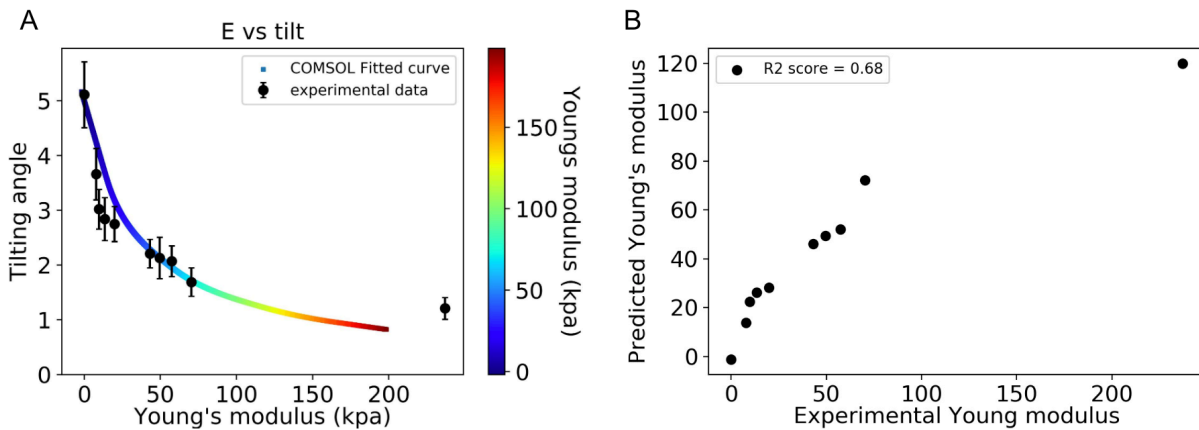 A
E vs tilt
COMSOL Fitted curve
experimental data
Tilting angle
5
4
3
2
1
0
0 50 100 150 200
Young's modulus (kpa)
150
100
50
0
Youngs modulus (kpa)
B
R2 score = 0.68
Predicted Young's modulus
120
100
80
60
40
20
0
0 50 100 150 200
Experimental Young modulus